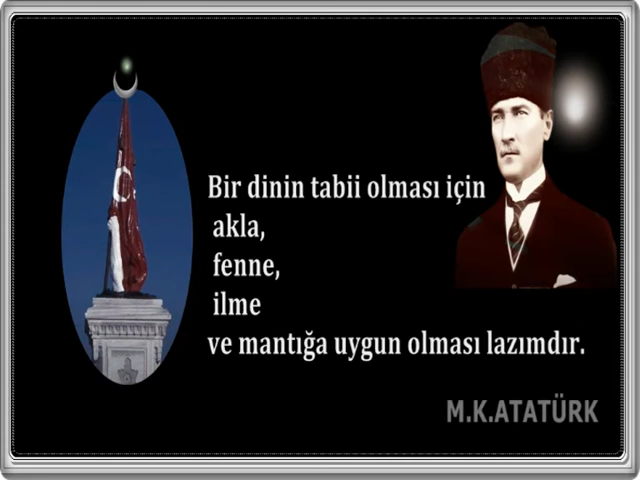 Bir dinin tabii olması için
akla,
fenne,
ilme
ve mantığa uygun olması lazımdır.
M.K.ATATÜRK